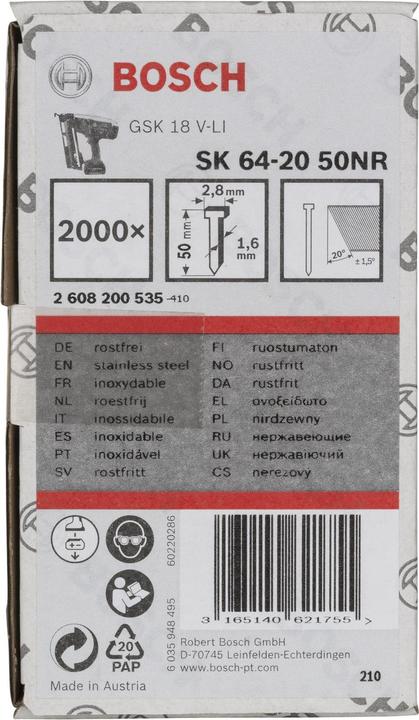 BOSCH
GSK 18 V-LI
SK 64-20 50NR
2000×
2,8mm
50 mm
1,6 mm
20°
± 1,5°
2 608 200 535 -410
DE rostfrei
EN stainless steel
FR inoxydable
NL roestfrij
IT inossidabile
ES inoxidable
PT inoxidável
SV rostfritt
FI ruostumaton
NO rustfritt
DA rustfrit
EL ανοξείδωτο
PL nirdzewny
RU нержавеющие
UK нержавіючий
CS nerezový
60220286
6 035 948 495
3 165140 621755 >
Robert Bosch GmbH
D-70745 Leinfelden-Echterdingen
www.bosch-pt.com
20
PAP
Made in Austria
210